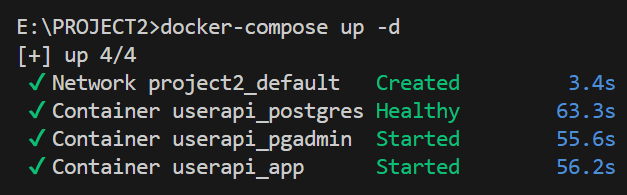 E:\PROJECT2>docker-compose up -d
[+] up 4/4
✔ Network project2_default Created 3.4s
✔ Container userapi_postgres Healthy 63.3s
✔ Container userapi_pgadmin Started 55.6s
✔ Container userapi_app Started 56.2s